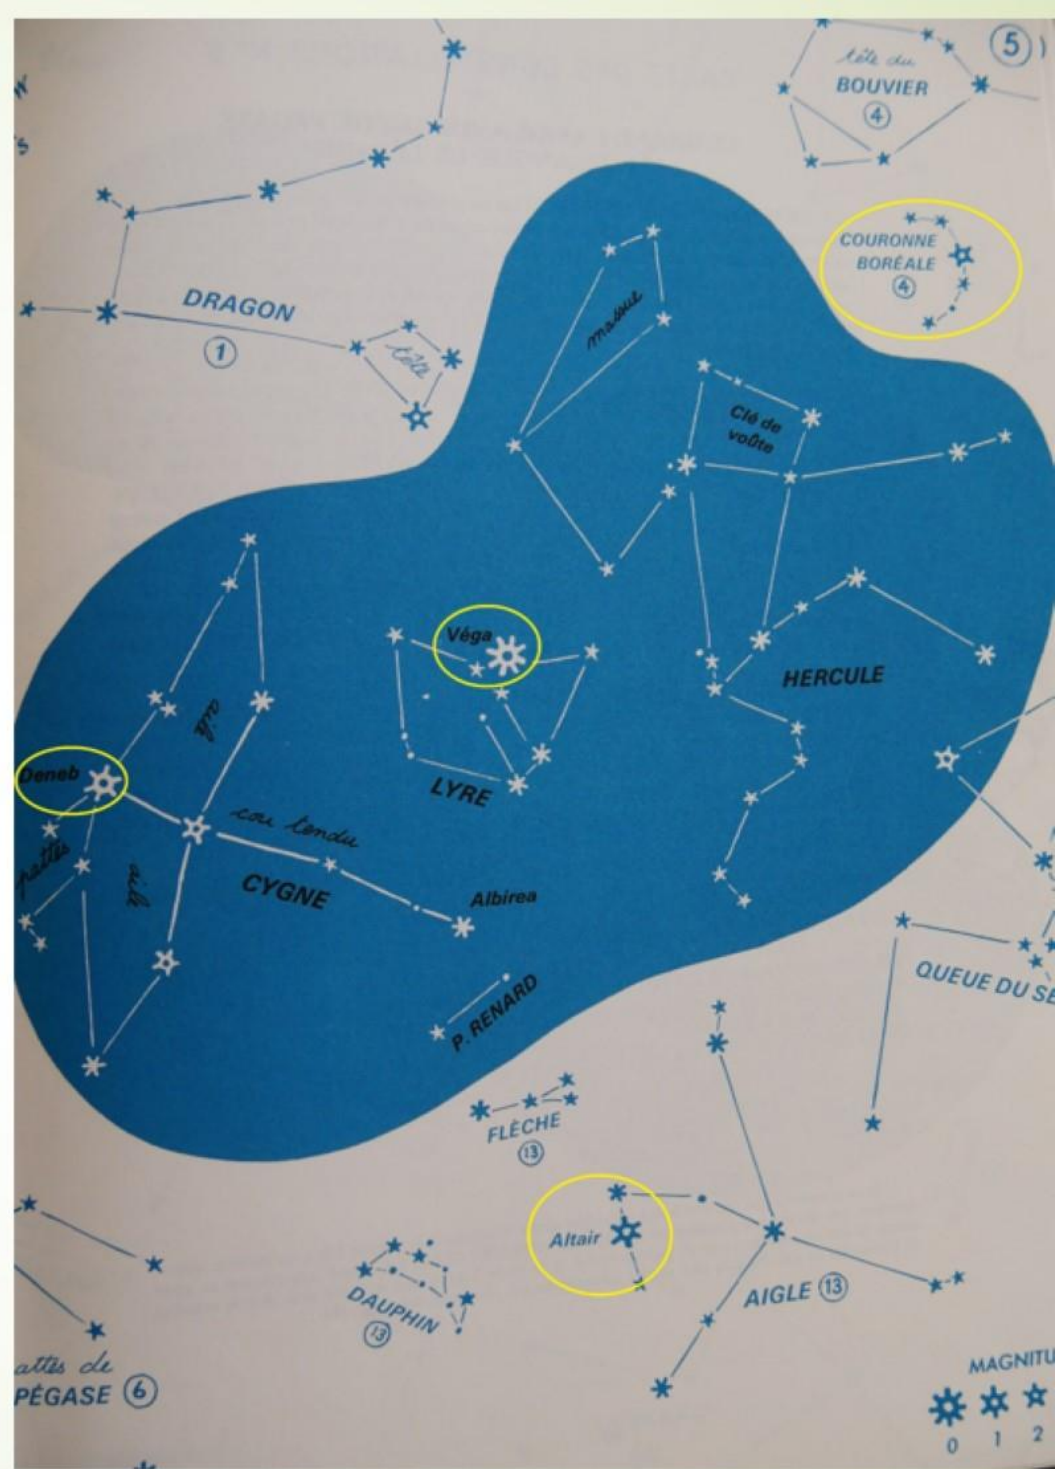 tête du
BOUVIER
4
5
COURONNE
BORÉALE
4
DRAGON
1
tête
massue
Clé de
voûte
Véga
HERCULE
LYRE
aile
Deneb
cou tendu
pattes
aile
CYGNE
Albirea
P. RENARD
QUEUE DU SE
FLÈCHE
13
Altair
AIGLE 13
DAUPHIN
13
attes de
PÉGASE 6
MAGNITU
0 1 2